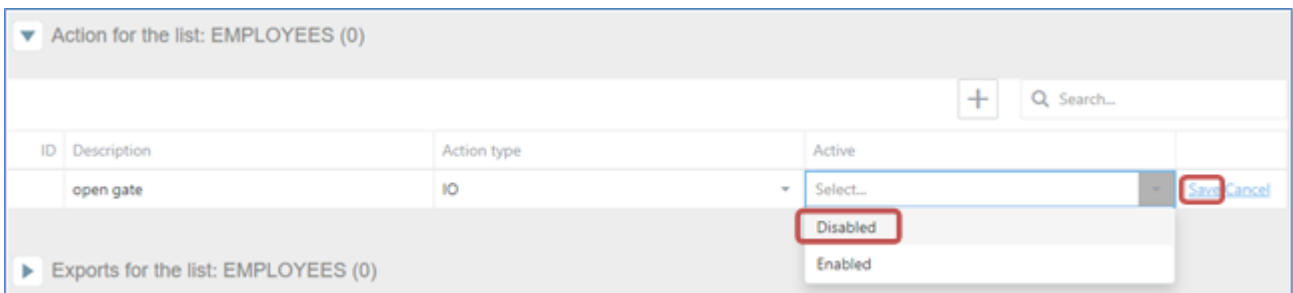 Action for the list: EMPLOYEES (0)
Search...
ID Description Action type Active
open gate IO Select... Save Cancel
Disabled
Enabled
Exports for the list: EMPLOYEES (0)